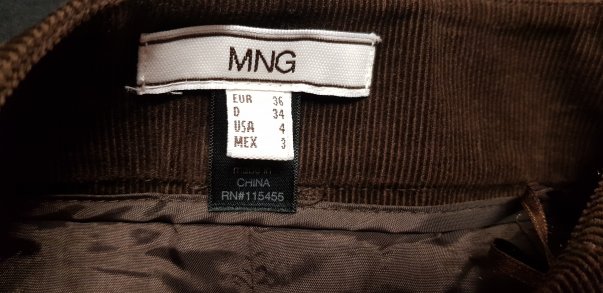 MNG
EUR 36
D 34
USA 4
MEX 3
CHINA
RN#115455